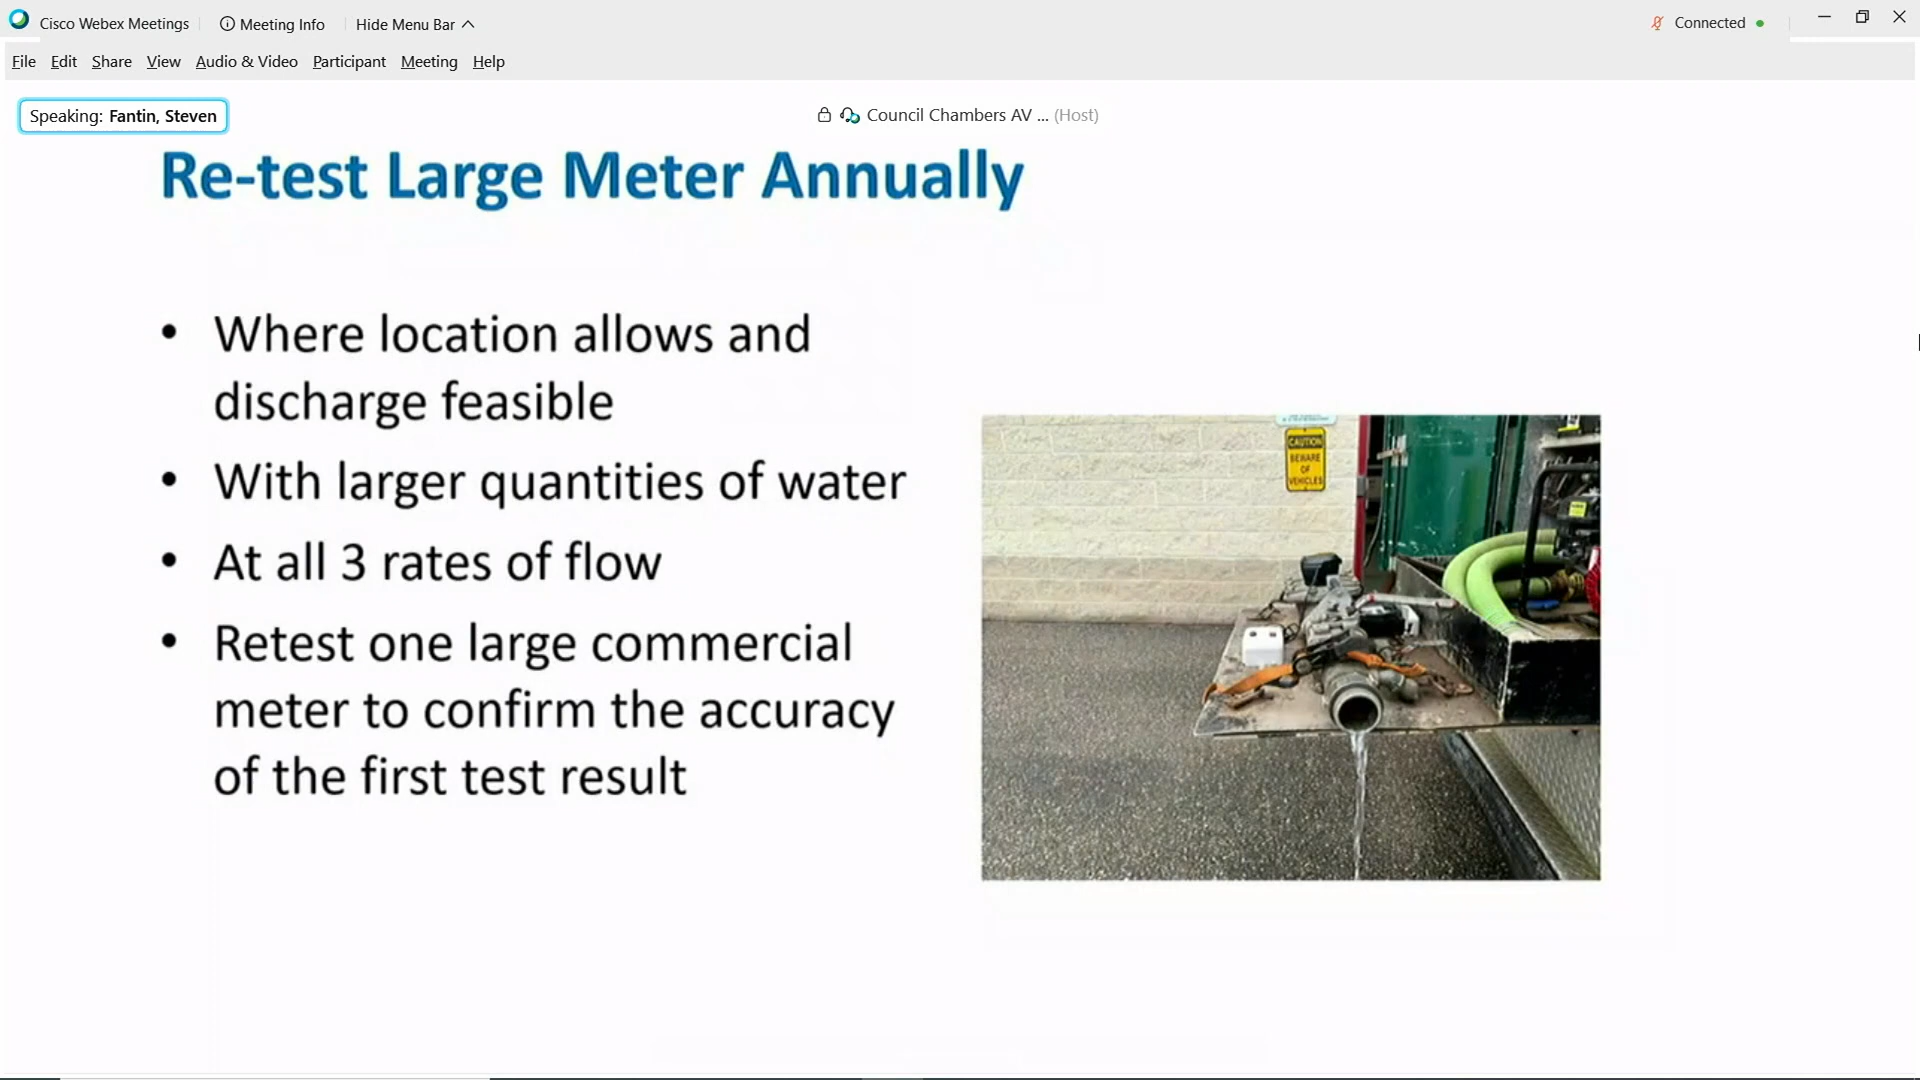 Cisco Webex Meetings
Meeting Info
Hide Menu Bar
Connected
File Edit Share View Audio & Video Participant Meeting Help
Speaking: Fantin, Steven
Council Chambers AV ... (Host)
Re-test Large Meter Annually
• Where location allows and
discharge feasible
• With larger quantities of water
• At all 3 rates of flow
• Retest one large commercial
meter to confirm the accuracy
of the first test result
CAUTION
BEWARE
OF
VEHICLES